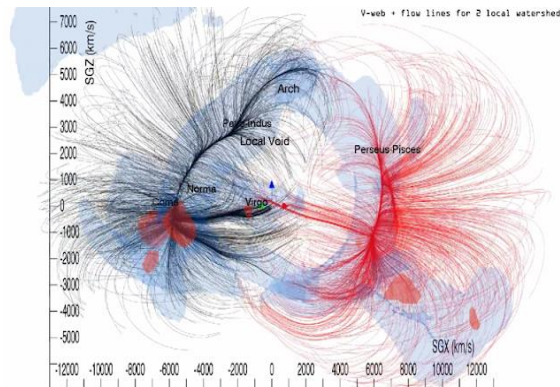 V-web + flow lines for 2 local watershed
7000
SGZ (km/s)
6000
5000
Arch
4000
3000
Local Void
Perseus Pisces
2000
1000
Norma
Coma
Virgo
0
-1000
-2000
-3000
-4000
-5000
SGX (km/s)
-12000 -10000 -8000 -6000 -4000 -2000 0 2000 4000 6000 8000 10000 12000